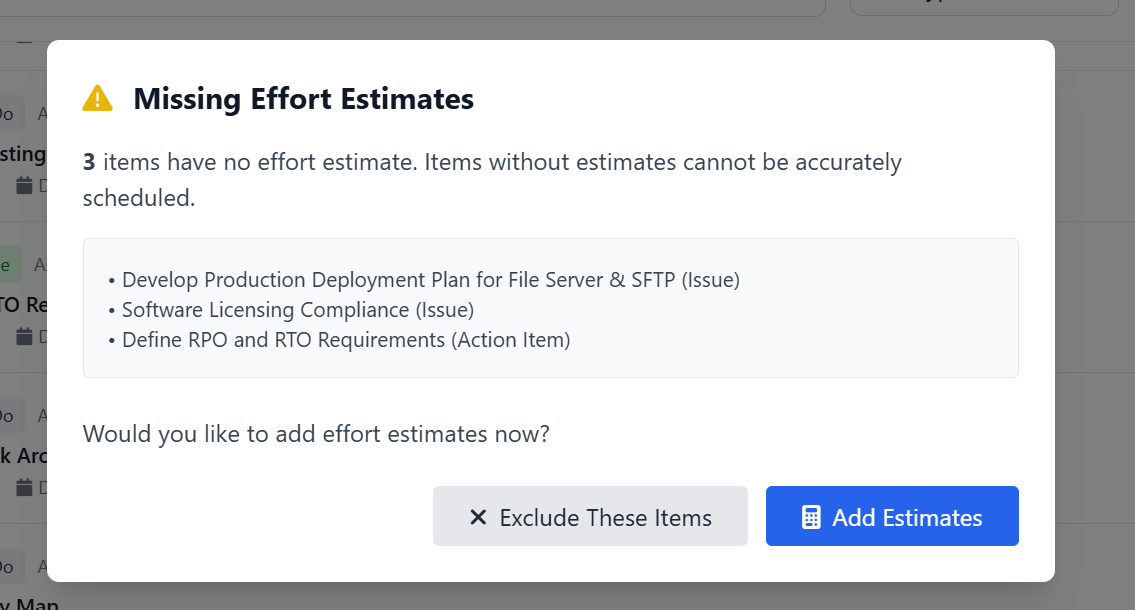 Missing Effort Estimates
3 items have no effort estimate. Items without estimates cannot be accurately
scheduled.
• Develop Production Deployment Plan for File Server & SFTP (Issue)
• Software Licensing Compliance (Issue)
• Define RPO and RTO Requirements (Action Item)
Would you like to add effort estimates now?
Exclude These Items
Add Estimates